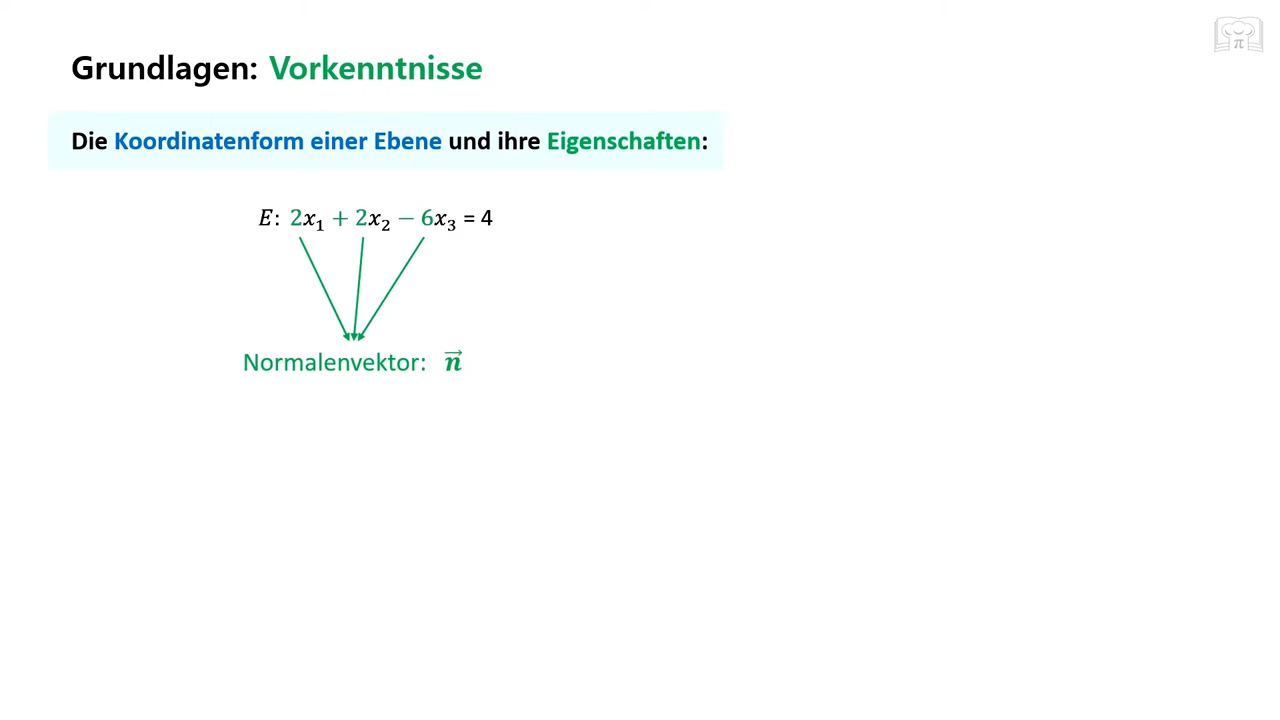 Grundlagen: Vorkenntnisse
Die Koordinatenform einer Ebene und ihre Eigenschaften:
E: 2x₁ + 2x₂ − 6x₃ = 4
Normalenvektor: n⃗
π